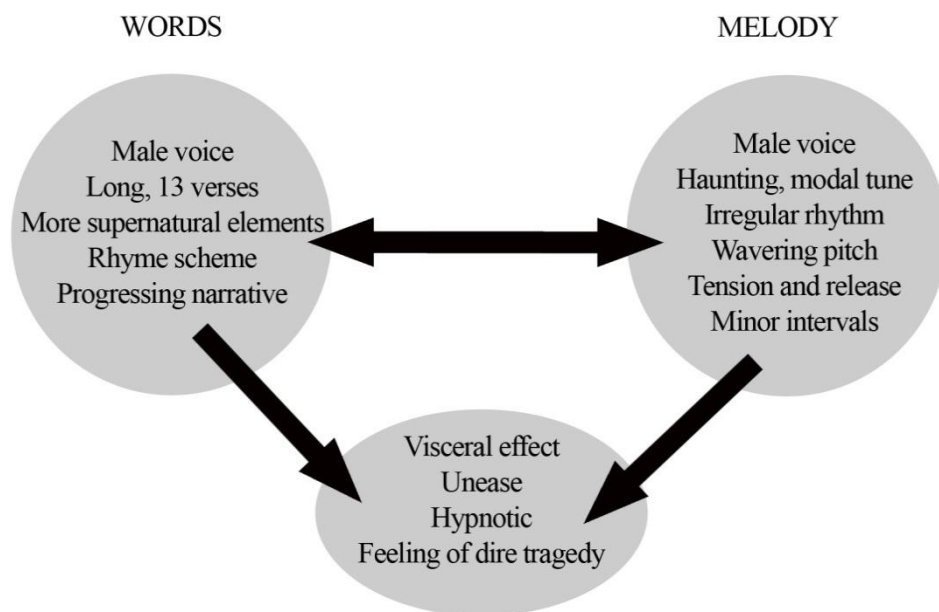 WORDS
Male voice
Long, 13 verses
More supernatural elements
Rhyme scheme
Progressing narrative
MELODY
Male voice
Haunting, modal tune
Irregular rhythm
Wavering pitch
Tension and release
Minor intervals
Visceral effect
Unease
Hypnotic
Feeling of dire tragedy